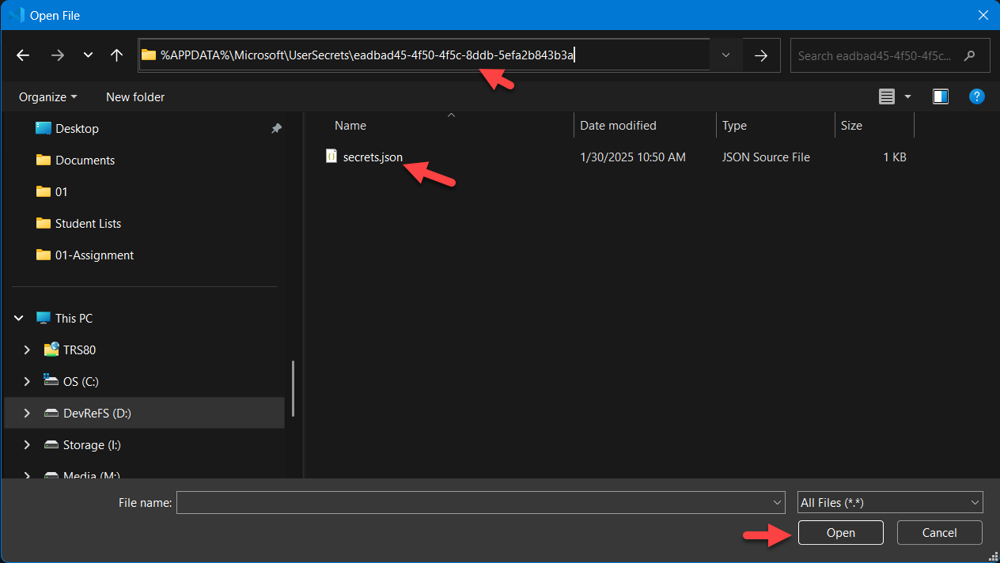 Open File
%APPDATA%\Microsoft\UserSecrets\eadbad45-4f50-4f5c-8ddb-5efa2b843b3a
Search eadbad45-4f50-4f5c...
Organize
New folder
?
Desktop
Documents
01
Student Lists
01-Assignment
This PC
TRS80
OS (C:)
DevReFS (D:)
Storage (I:)
Media (M:)
Name Date modified Type Size
secrets.json 1/30/2025 10:50 AM JSON Source File 1 KB
File name:
All Files (*.*)
Open
Cancel